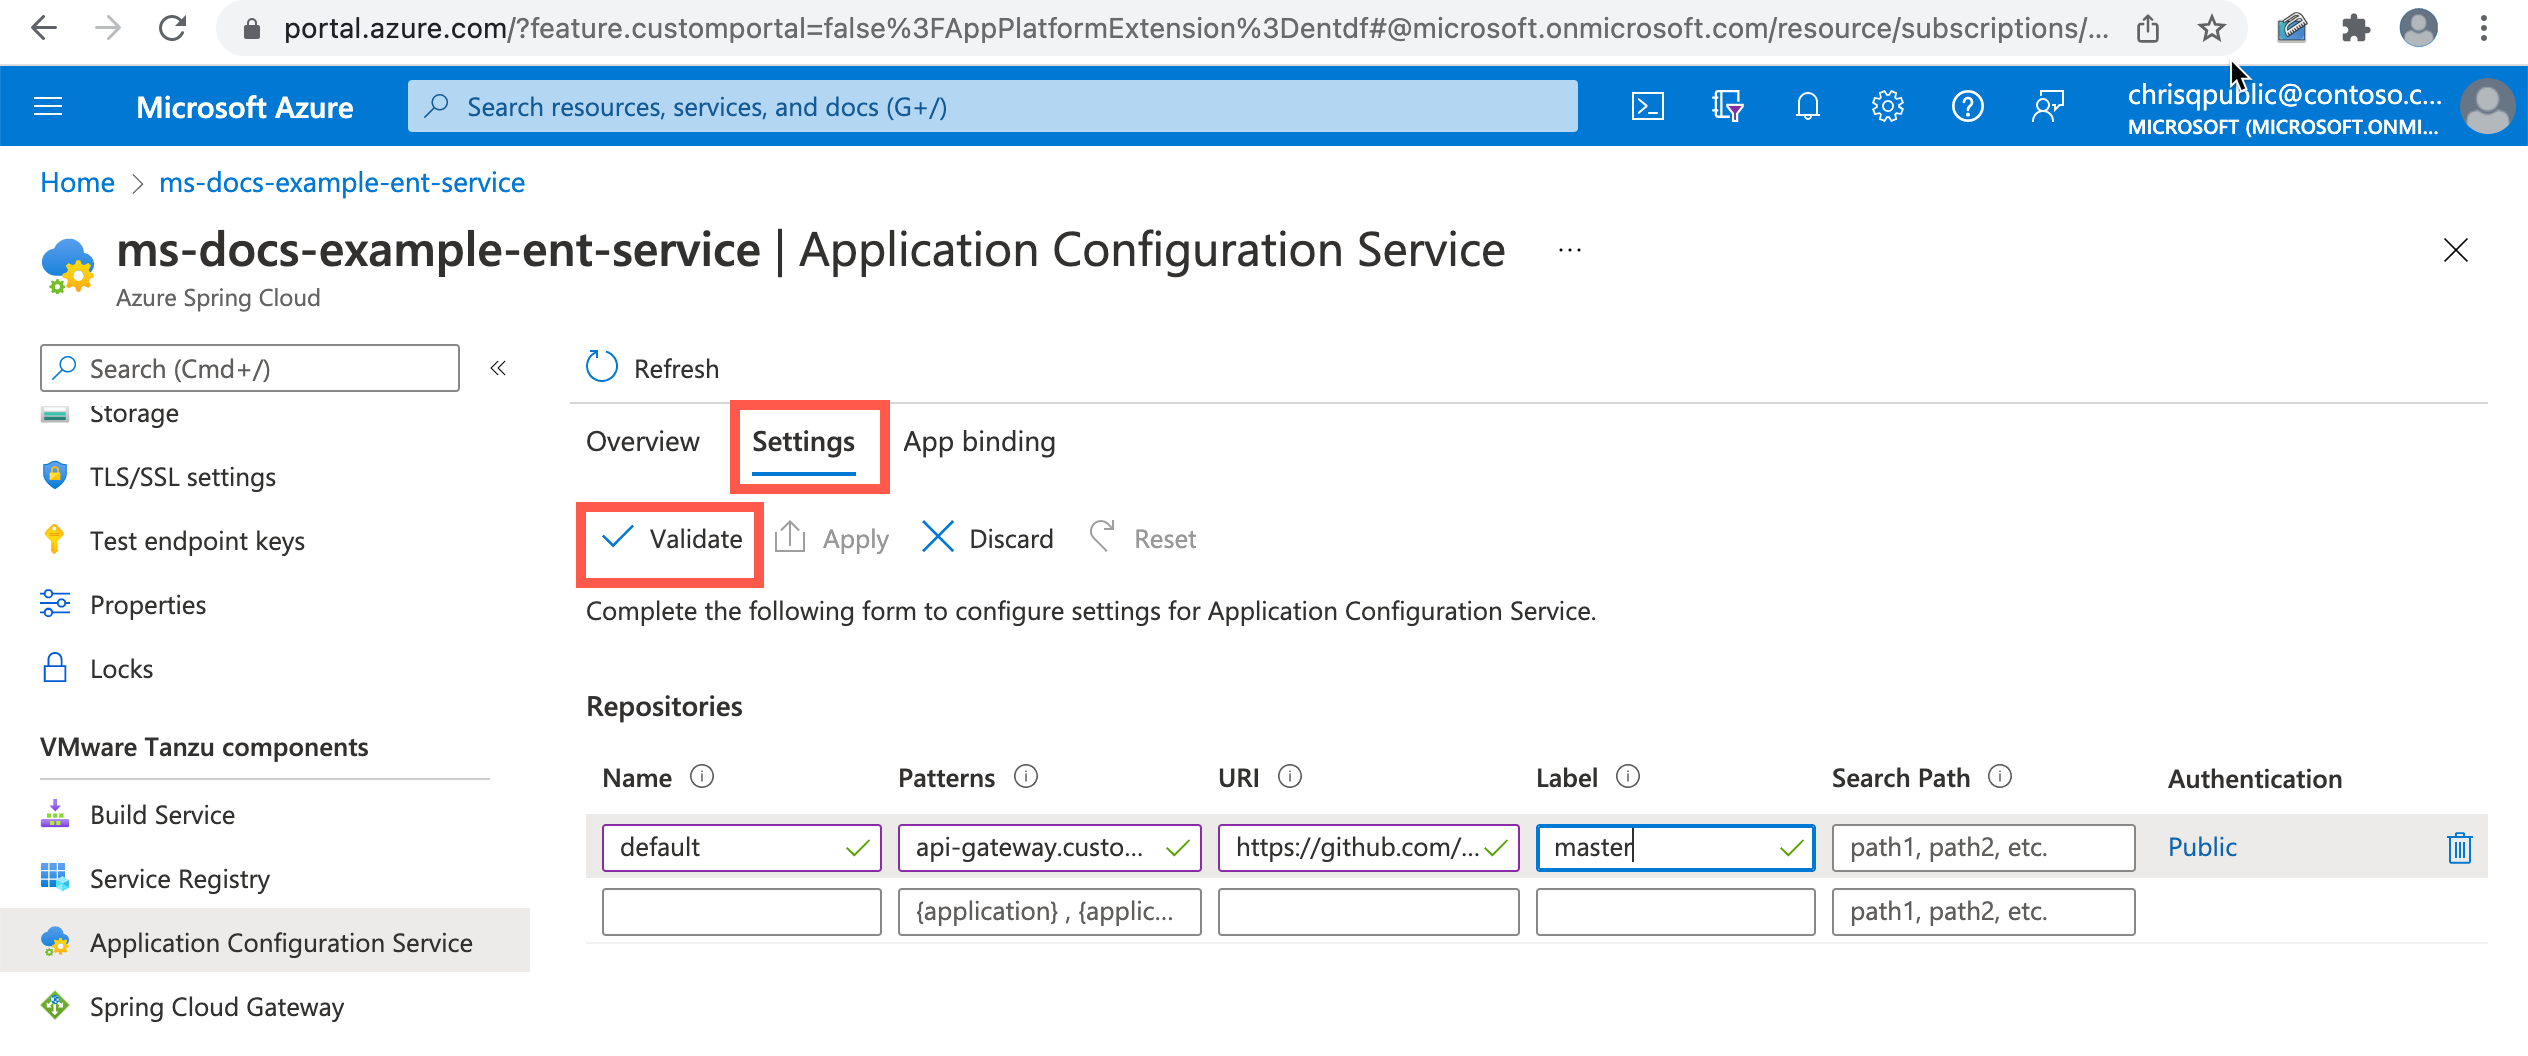 portal.azure.com/?feature.customportal=false%3FAppPlatformExtension%3Dentdf#@microsoft.onmicrosoft.com/resource/subscriptions/...
Microsoft Azure
Search resources, services, and docs (G+/)
chrisqpublic@contoso.c...
MICROSOFT (MICROSOFT.ONMI...
Home > ms-docs-example-ent-service
ms-docs-example-ent-service | Application Configuration Service ...
Azure Spring Cloud
Search (Cmd+/)
«
Refresh
Storage
TLS/SSL settings
Test endpoint keys
Properties
Locks
VMware Tanzu components
Build Service
Service Registry
Application Configuration Service
Spring Cloud Gateway
Overview Settings App binding
Validate Apply Discard Reset
Complete the following form to configure settings for Application Configuration Service.
Repositories
Name Patterns URI Label Search Path Authentication
default api-gateway.custo... https://github.com/... master path1, path2, etc. Public
{application} , {applic... path1, path2, etc.